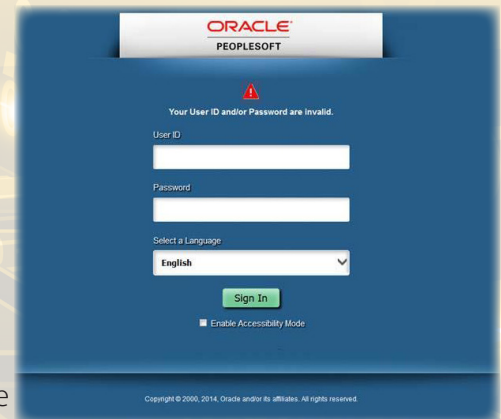 ORACLE
PEOPLESOFT
Your User ID and/or Password are invalid.
User ID
Password
Select a Language
English
Sign In
Enable Accessibility Mode
e
Copyright © 2000, 2014, Oracle and/or its affiliates. All rights reserved.